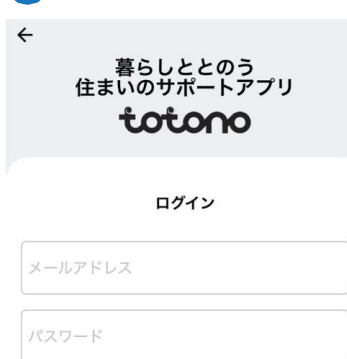 暮らしととのう
住まいのサポートアプリ
totono
ログイン
メールアドレス
パスワード